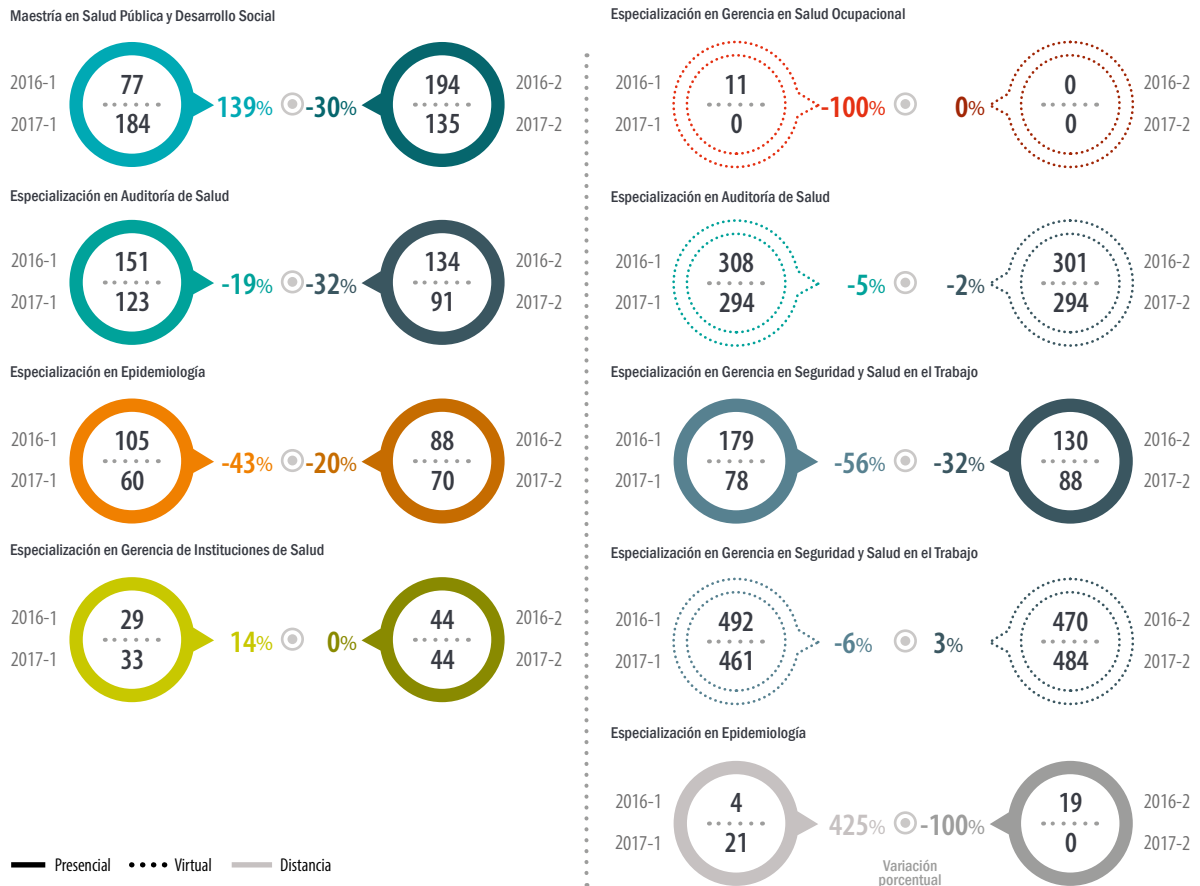 Maestría en Salud Pública y Desarrollo Social
2016-1 77 194 2016-2
139% -30%
2017-1 184 135 2017-2
Especialización en Auditoría de Salud
2016-1 151 134 2016-2
-19% -32%
2017-1 123 91 2017-2
Especialización en Epidemiología
2016-1 105 88 2016-2
-43% -20%
2017-1 60 70 2017-2
Especialización en Gerencia de Instituciones de Salud
2016-1 29 44 2016-2
14% 0%
2017-1 33 44 2017-2
Presencial Virtual Distancia
Especialización en Gerencia en Salud Ocupacional
2016-1 11 0 2016-2
-100% 0%
2017-1 0 0 2017-2
Especialización en Auditoría de Salud
2016-1 308 301 2016-2
-5% -2%
2017-1 294 294 2017-2
Especialización en Gerencia en Seguridad y Salud en el Trabajo
2016-1 179 130 2016-2
-56% -32%
2017-1 78 88 2017-2
Especialización en Gerencia en Seguridad y Salud en el Trabajo
2016-1 492 470 2016-2
-6% 3%
2017-1 461 484 2017-2
Especialización en Epidemiología
2016-1 4 19 2016-2
425% -100%
2017-1 21 0 2017-2
Variación
porcentual